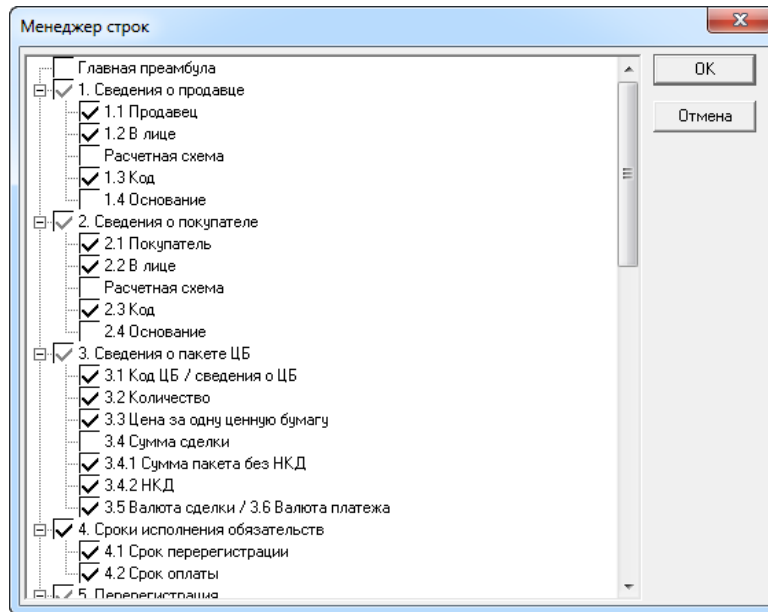 Менеджер строк
Главная преамбула
1. Сведения о продавце
1.1 Продавец
1.2 В лице
Расчетная схема
1.3 Код
1.4 Основание
2. Сведения о покупателе
2.1 Покупатель
2.2 В лице
Расчетная схема
2.3 Код
2.4 Основание
3. Сведения о пакете ЦБ
3.1 Код ЦБ / сведения о ЦБ
3.2 Количество
3.3 Цена за одну ценную бумагу
3.4 Сумма сделки
3.4.1 Сумма пакета без НКД
3.4.2 НКД
3.5 Валюта сделки / 3.6 Валюта платежа
4. Сроки исполнения обязательств
4.1 Срок перерегистрации
4.2 Срок оплаты
5. Перерегистрация
OK
Отмена